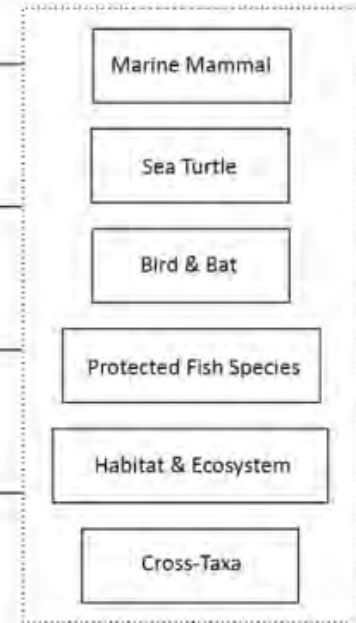 Marine Mammal
Sea Turtle
Bird & Bat
Protected Fish Species
Habitat & Ecosystem
Cross-Taxa